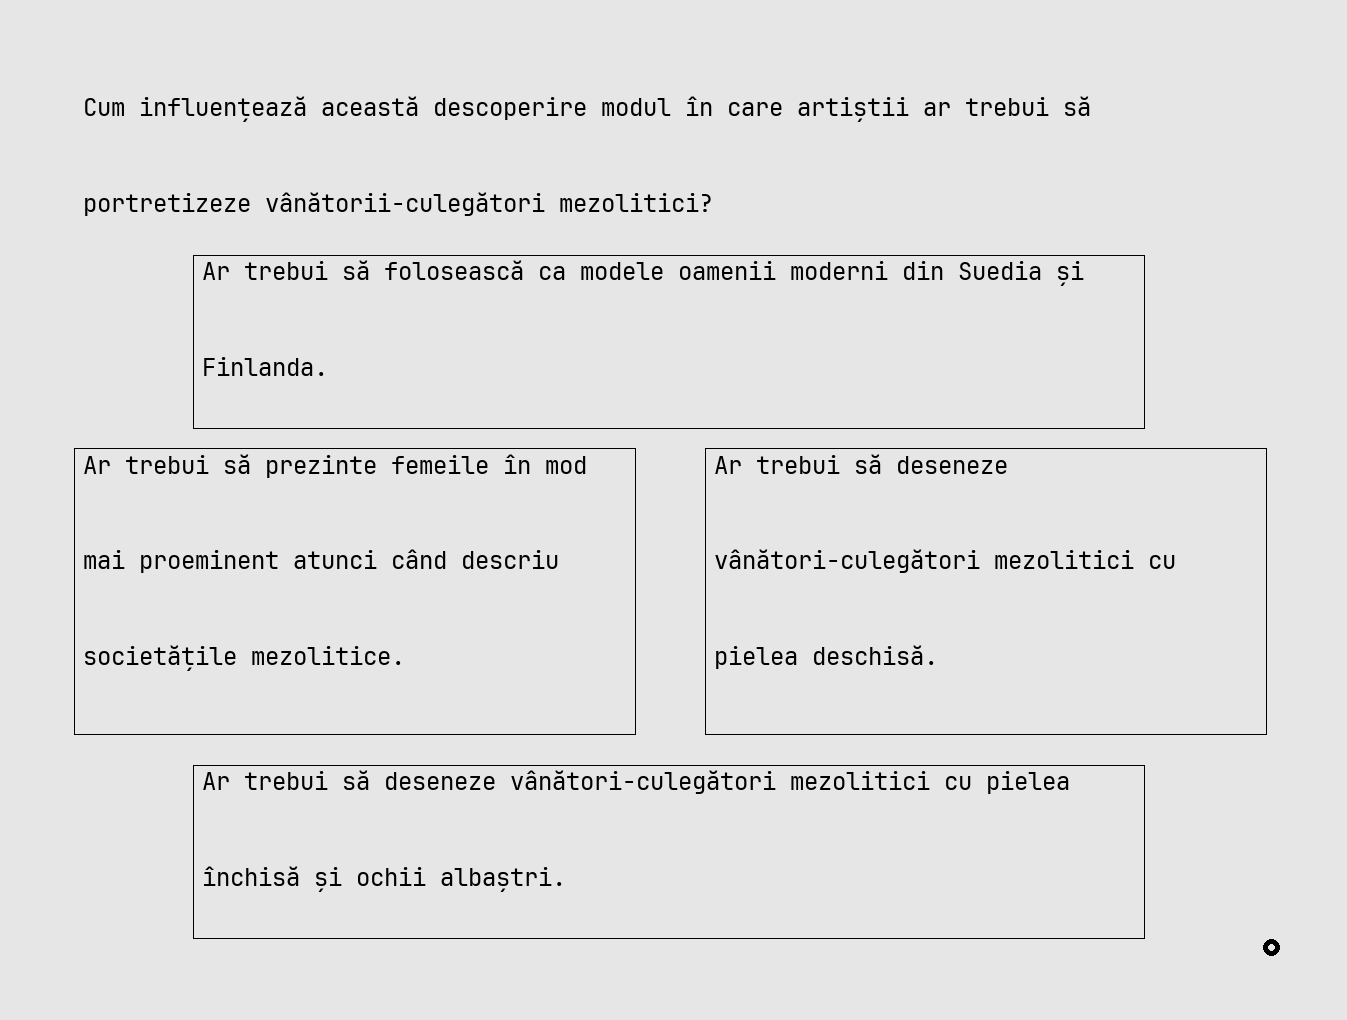 Cum influențează această descoperire modul în care artiștii ar trebui să
portretizeze vânătorii-culegători mezolitici?
Ar trebui să folosească ca modele oamenii moderni din Suedia și
Finlanda.
Ar trebui să prezinte femeile în mod
mai proeminent atunci când descriu
societățile mezolitice.
Ar trebui să deseneze
vânători-culegători mezolitici cu
pielea deschisă.
Ar trebui să deseneze vânători-culegători mezolitici cu pielea
închisă și ochii albaștri.